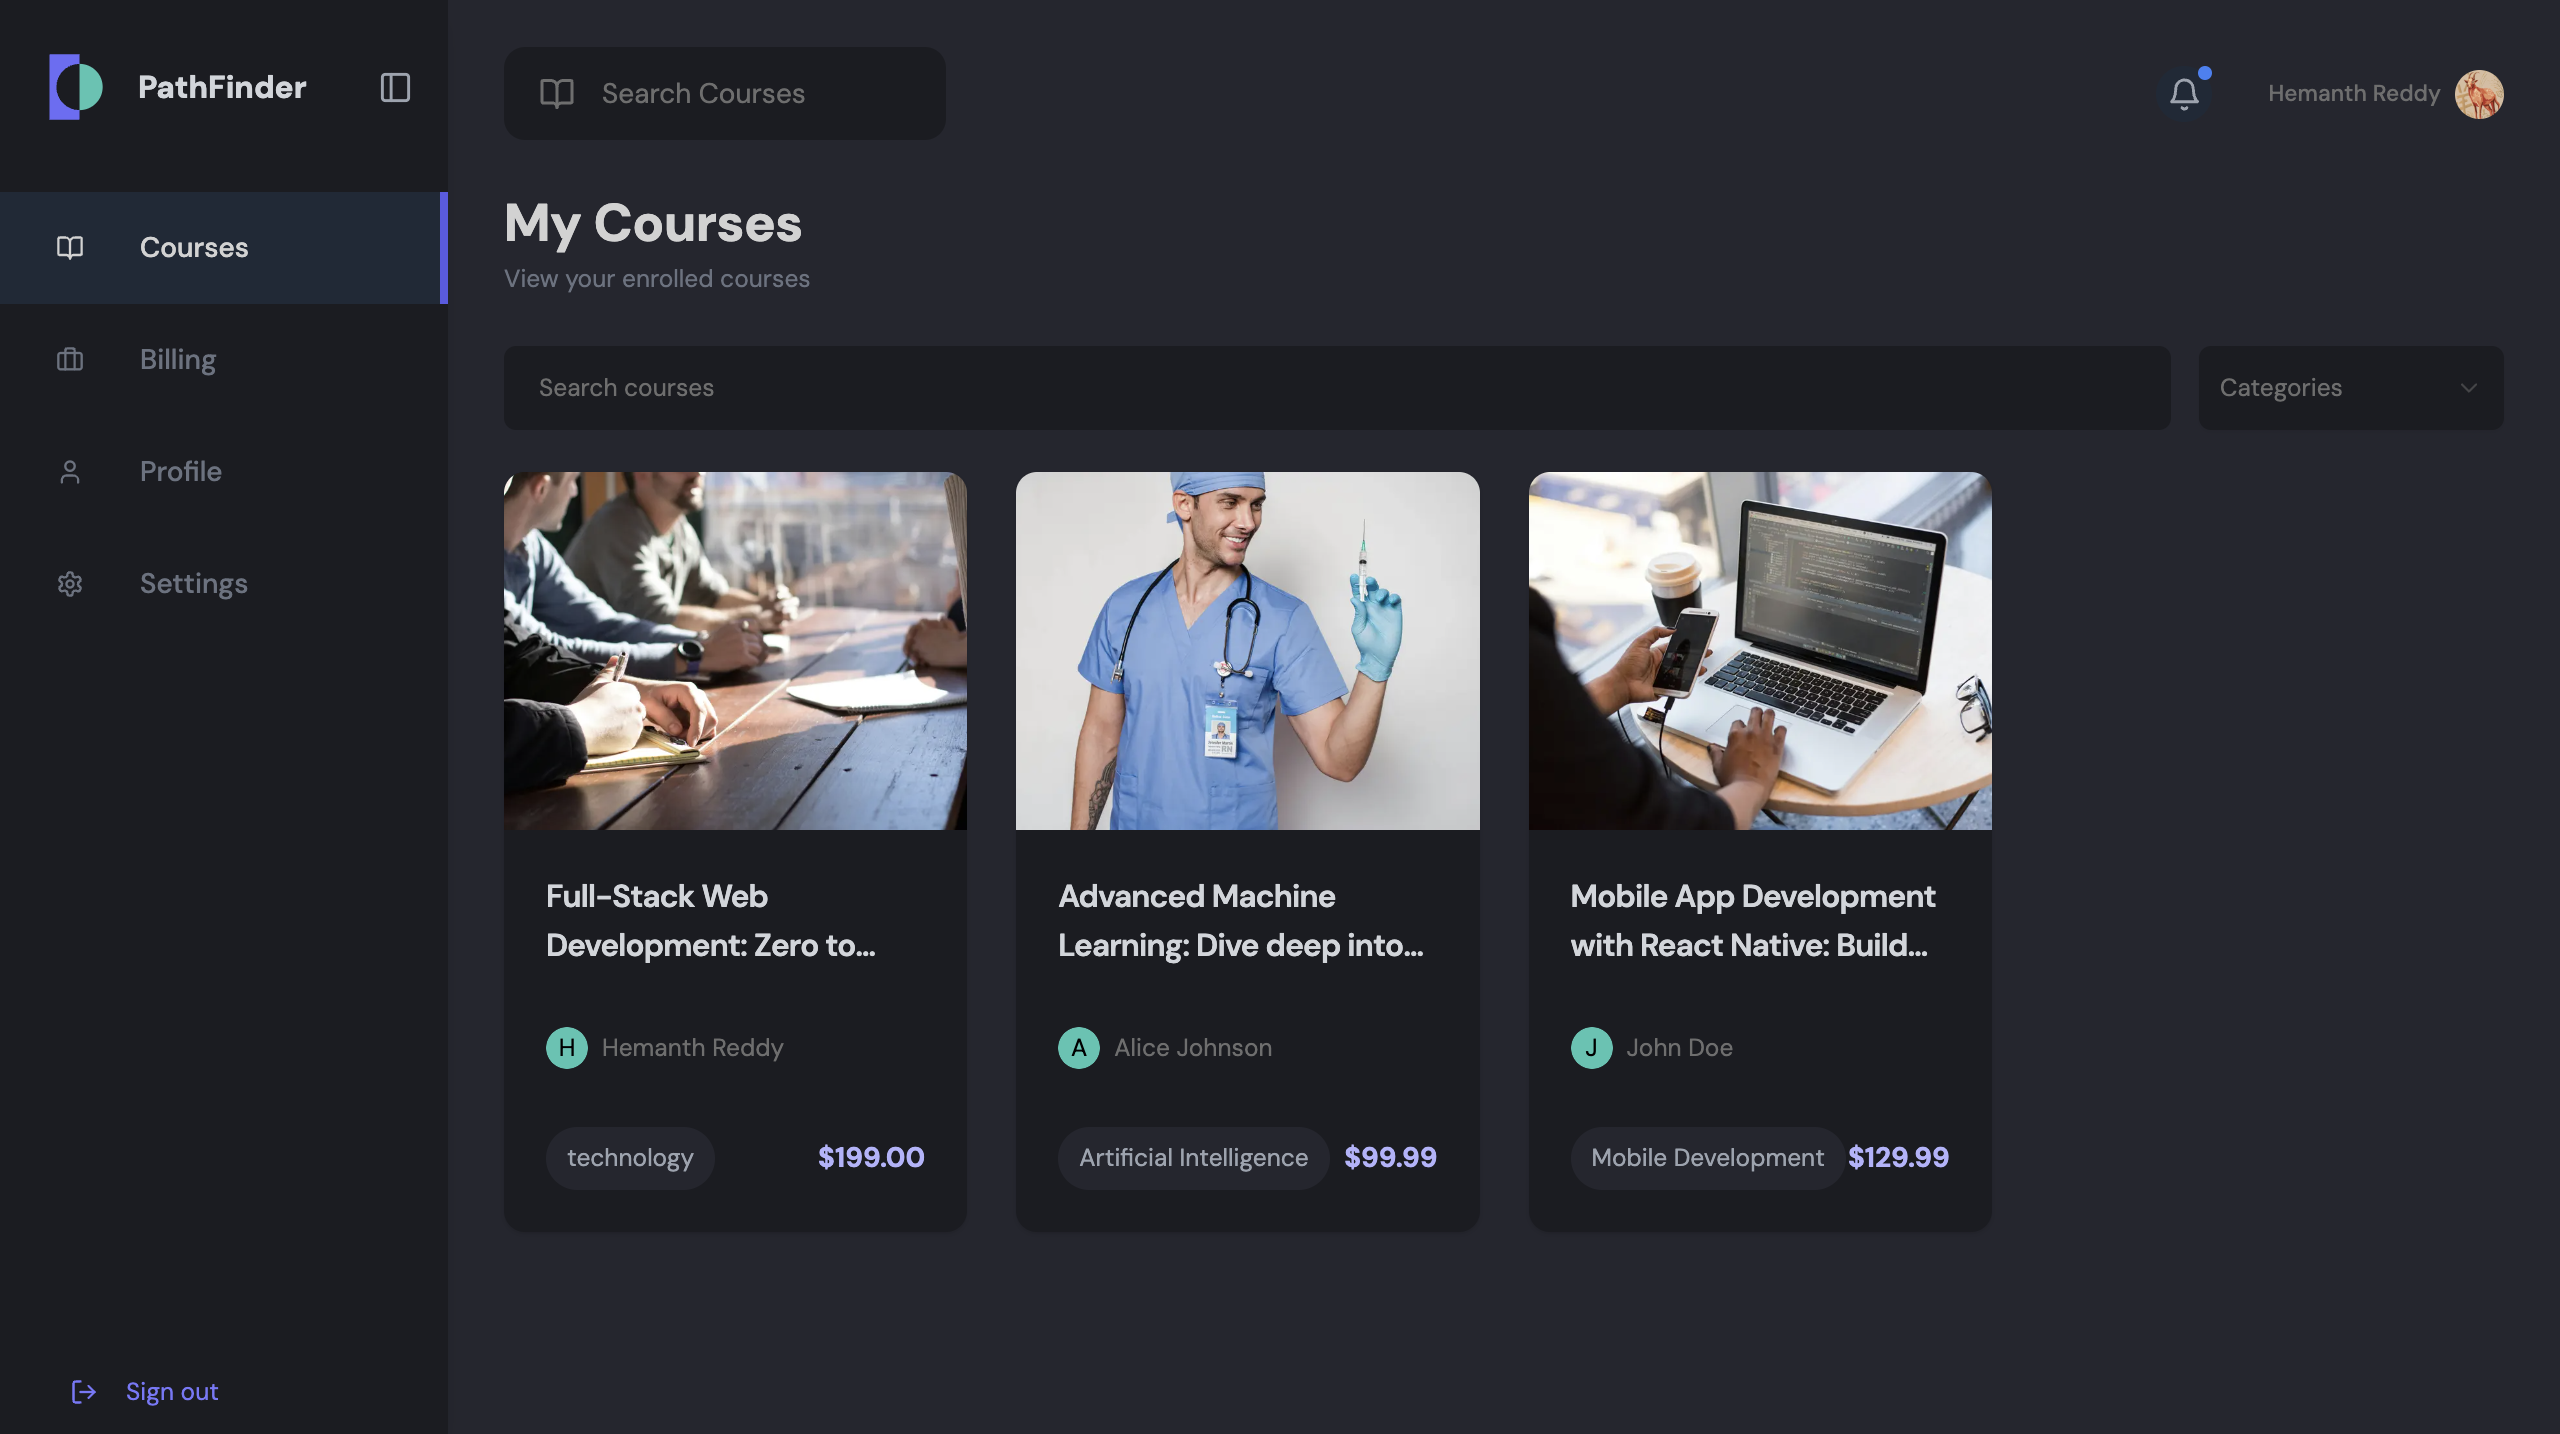 PathFinder
Search Courses
Hemanth Reddy
Courses
Billing
Profile
Settings
Sign out
My Courses
View your enrolled courses
Search courses
Categories
Full-Stack Web
Development: Zero to...
H
Hemanth Reddy
technology
$199.00
RN
Advanced Machine
Learning: Dive deep into...
A
Alice Johnson
Artificial Intelligence
$99.99
Mobile App Development
with React Native: Build...
J
John Doe
Mobile Development
$129.99